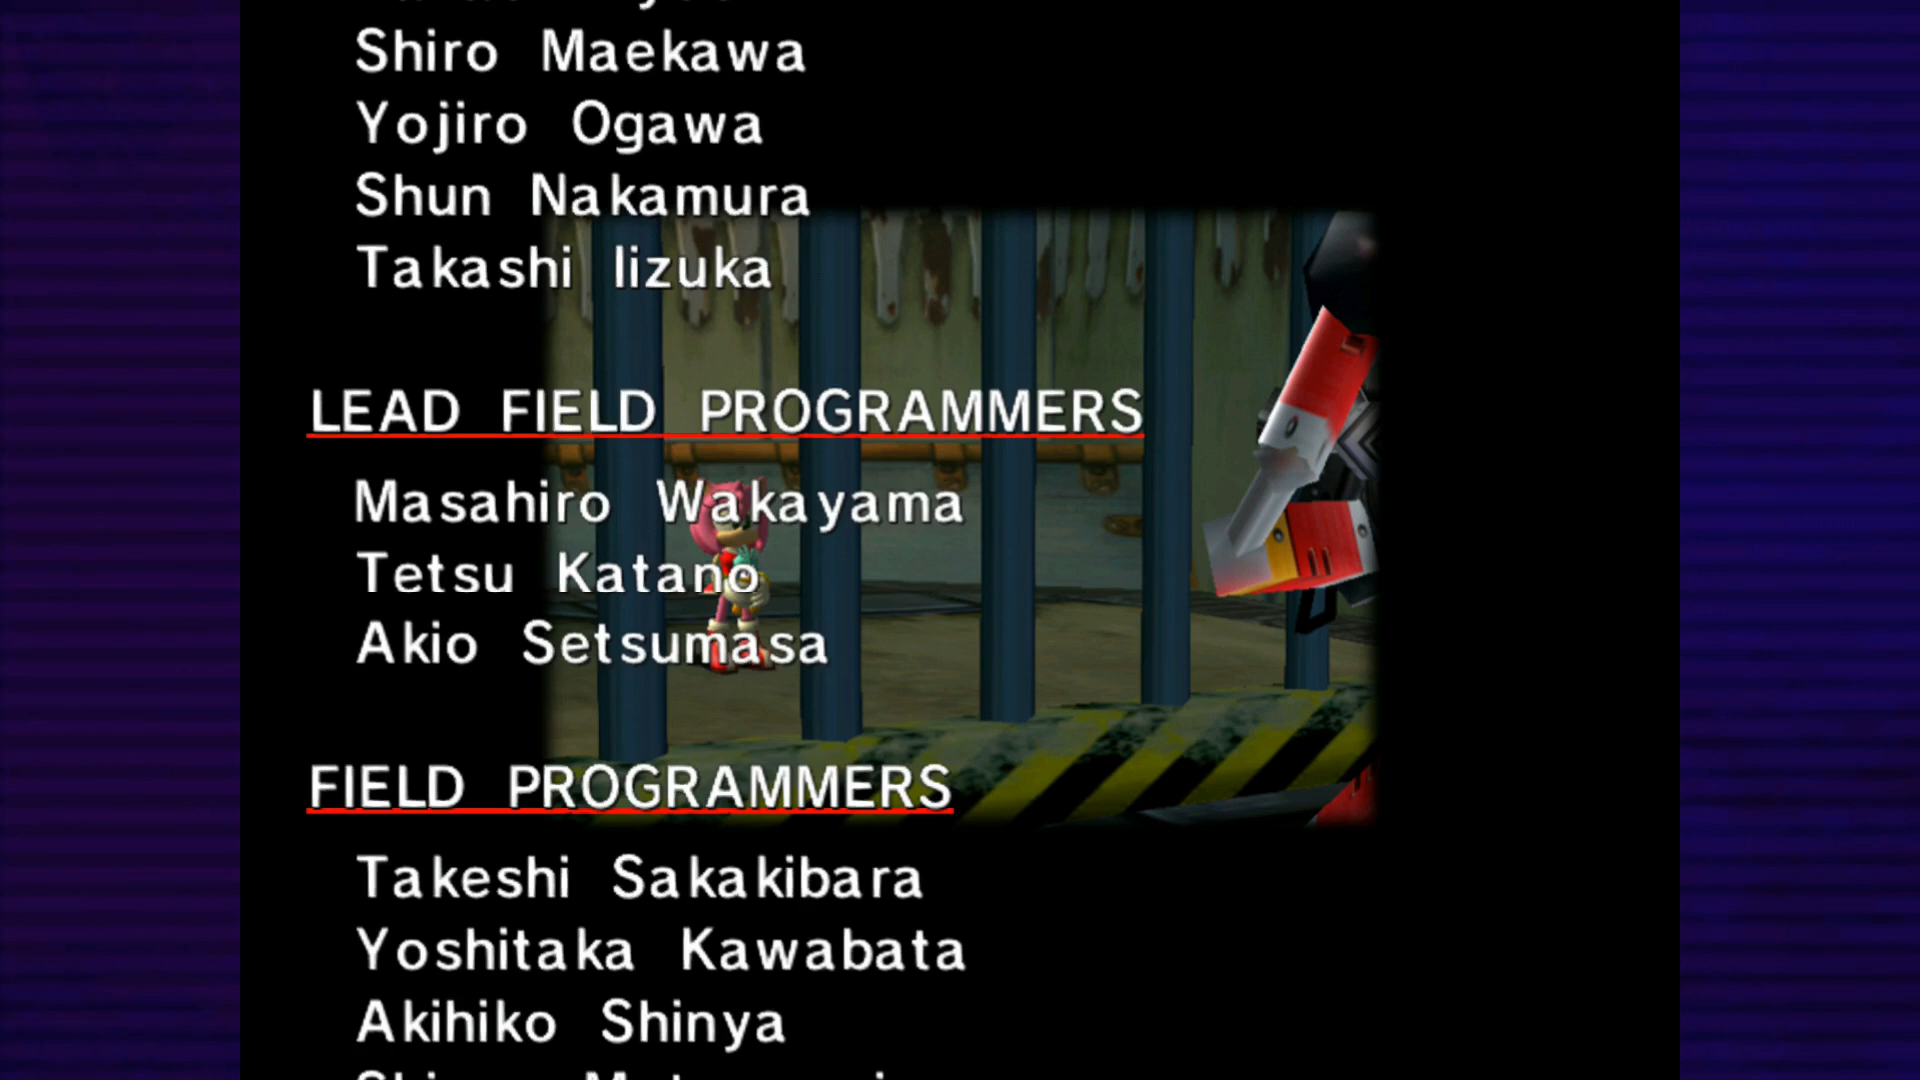 Shiro Maekawa
Yojiro Ogawa
Shun Nakamura
Takashi Iizuka
LEAD FIELD PROGRAMMERS
Masahiro Wakayama
Tetsu Katano
Akio Setsumasa
FIELD PROGRAMMERS
Takeshi Sakakibara
Yoshitaka Kawabata
Akihiko Shinya